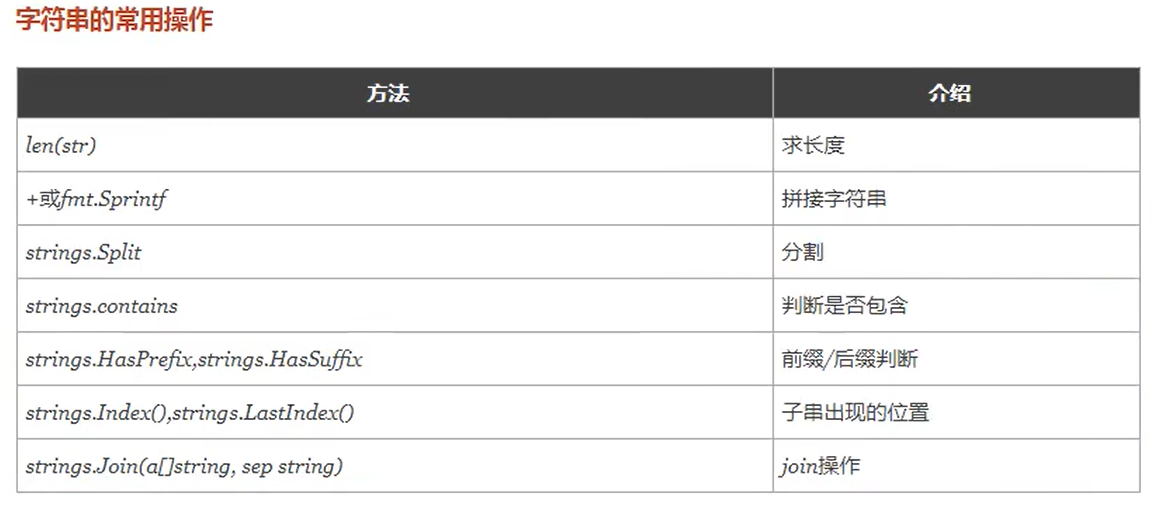 字符串的常用操作
方法 介绍
len(str) 求长度
+或fmt.Sprintf 拼接字符串
strings.Split 分割
strings.contains 判断是否包含
strings.HasPrefix,strings.HasSuffix 前缀/后缀判断
strings.Index(),strings.LastIndex() 子串出现的位置
strings.Join(a[]string, sep string) join操作